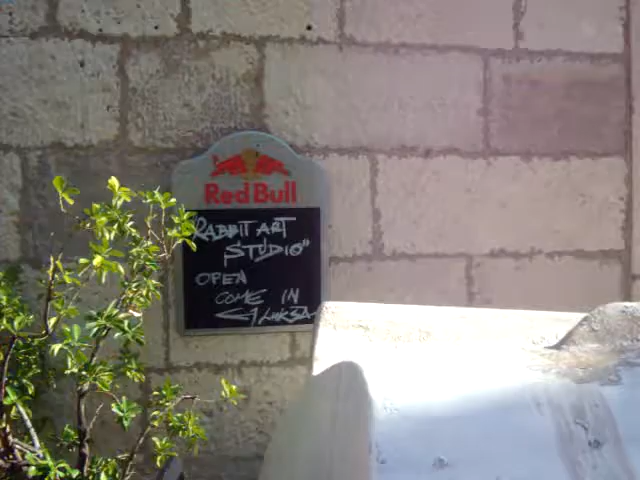 Red Bull
RABBIT ART
STUDIO"
OPEN
COME IN